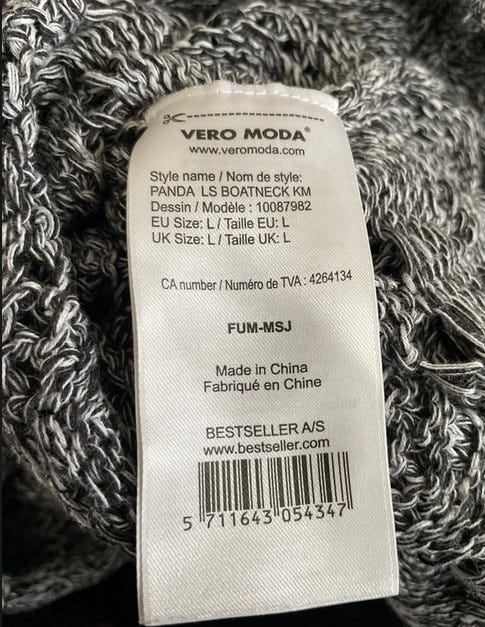 VERO MODA®
www.veromoda.com
Style name / Nom de style:
PANDA LS BOATNECK KM
Dessin / Modèle : 10087982
EU Size: L / Taille EU: L
UK Size: L / Taille UK: L
CA number / Numéro de TVA : 4264134
FUM-MSJ
Made in China
Fabriqué en Chine
BESTSELLER A/S
www.bestseller.com
5 711643 054347